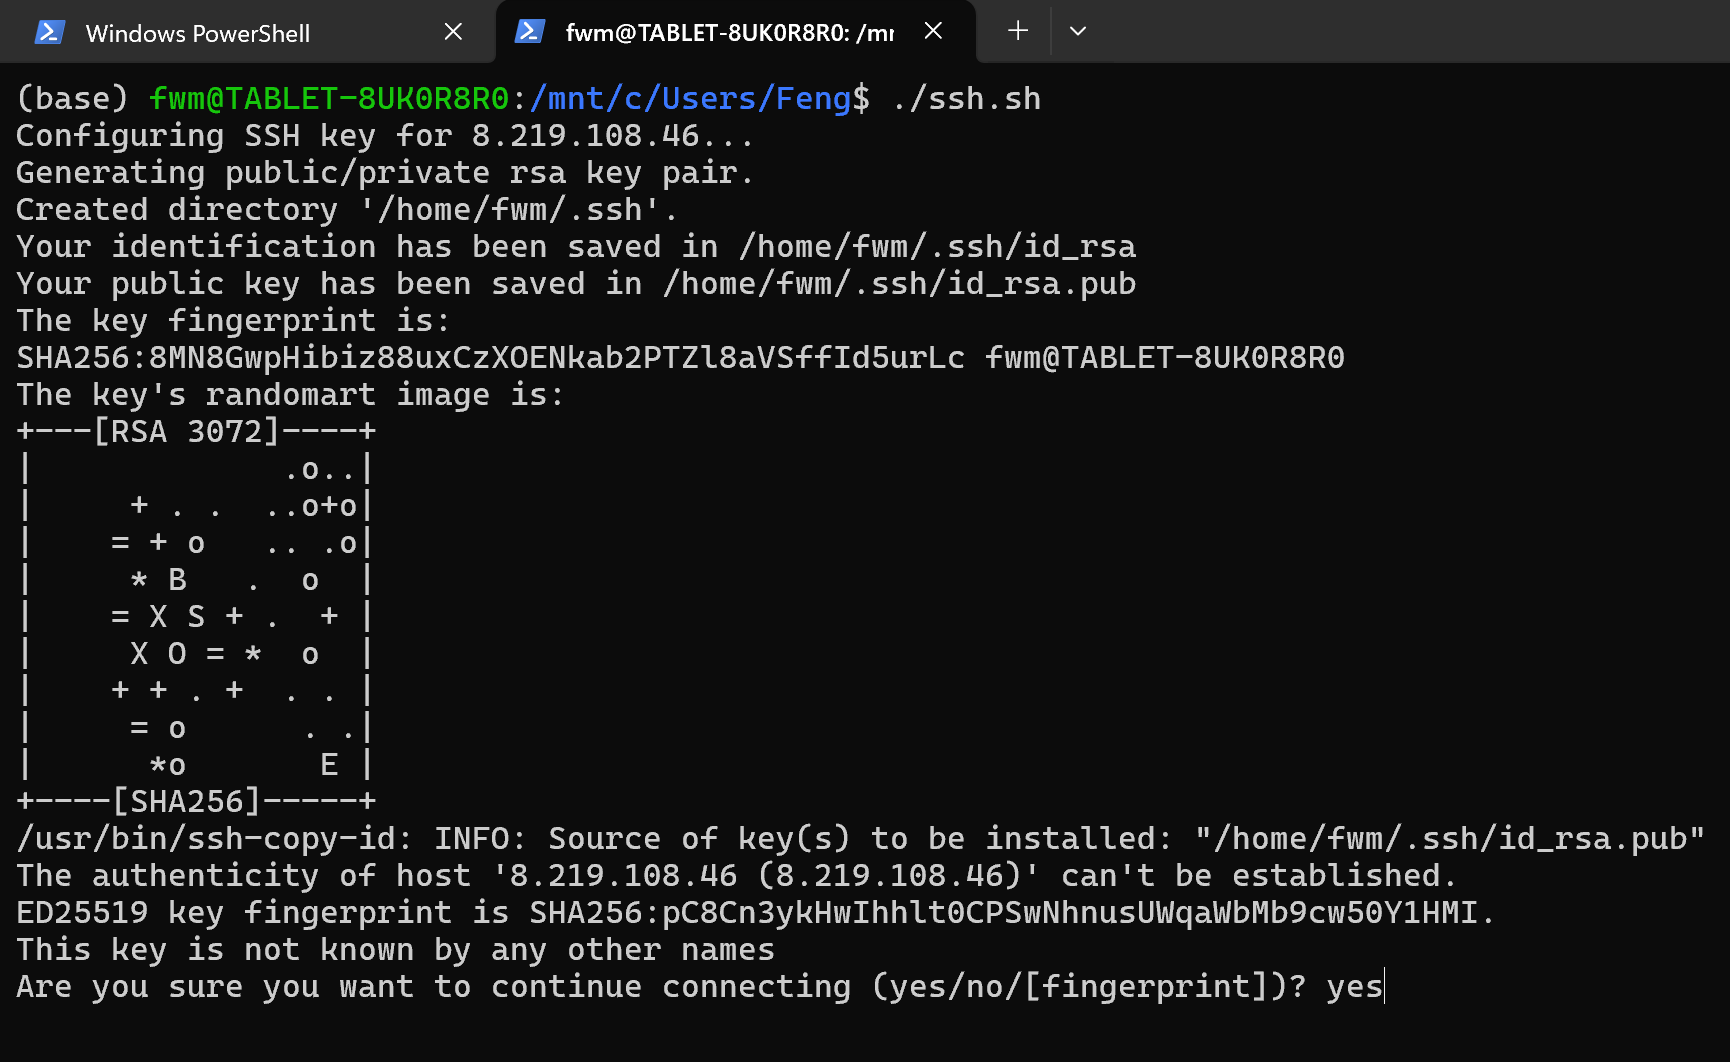 Windows PowerShell
fwm@TABLET-8UK0R8R0: /mn
(base) fwm@TABLET-8UK0R8R0:/mnt/c/Users/Feng$ ./ssh.sh
Configuring SSH key for 8.219.108.46...
Generating public/private rsa key pair.
Created directory '/home/fwm/.ssh'.
Your identification has been saved in /home/fwm/.ssh/id_rsa
Your public key has been saved in /home/fwm/.ssh/id_rsa.pub
The key fingerprint is:
SHA256:8MN8GwpHibiz88uxCzXOENkab2PTZl8aVSffId5urLc fwm@TABLET-8UK0R8R0
The key's randomart image is:
+---[RSA 3072]----+
|             .o..|
|     + . .  ..o+o|
|    = + o   .. .o|
|     * B   .  o  |
|    = X S + .  + |
|     X O = *  o  |
|    + + . +  . . |
|     = o      . .|
|      *o       E |
+----[SHA256]-----+
/usr/bin/ssh-copy-id: INFO: Source of key(s) to be installed: "/home/fwm/.ssh/id_rsa.pub"
The authenticity of host '8.219.108.46 (8.219.108.46)' can't be established.
ED25519 key fingerprint is SHA256:pC8Cn3ykHwIhhlt0CPSwNhnusUWqaWbMb9cw50Y1HMI.
This key is not known by any other names
Are you sure you want to continue connecting (yes/no/[fingerprint])? yes